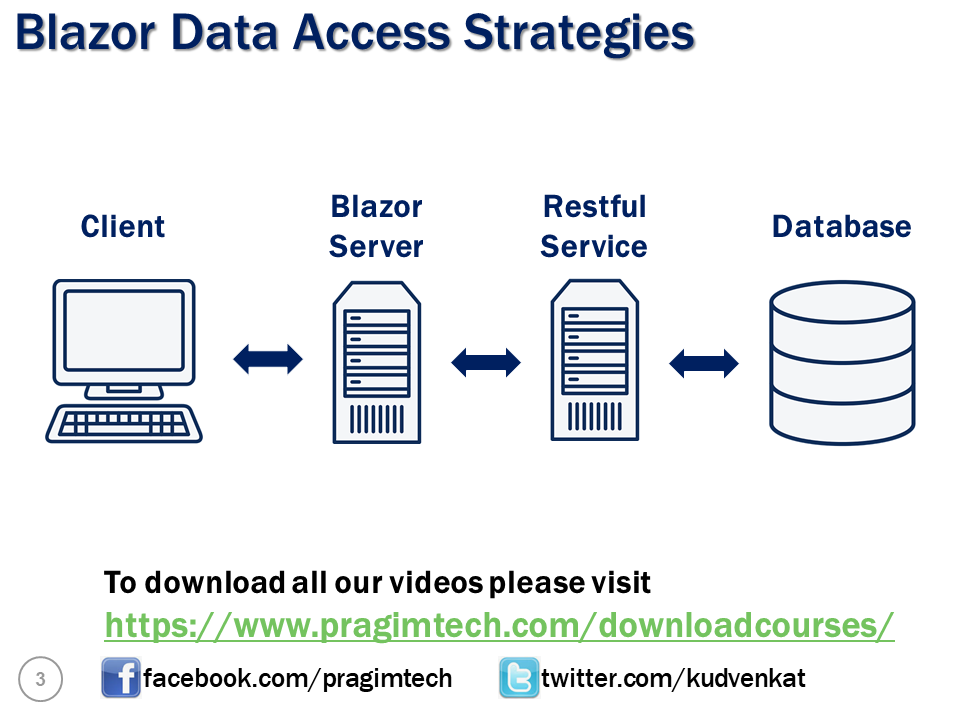 Blazor Data Access Strategies
Client
Blazor
Server
Restful
Service
Database
To download all our videos please visit
https://www.pragimtech.com/downloadcourses/
3
facebook.com/pragimtech
twitter.com/kudvenkat